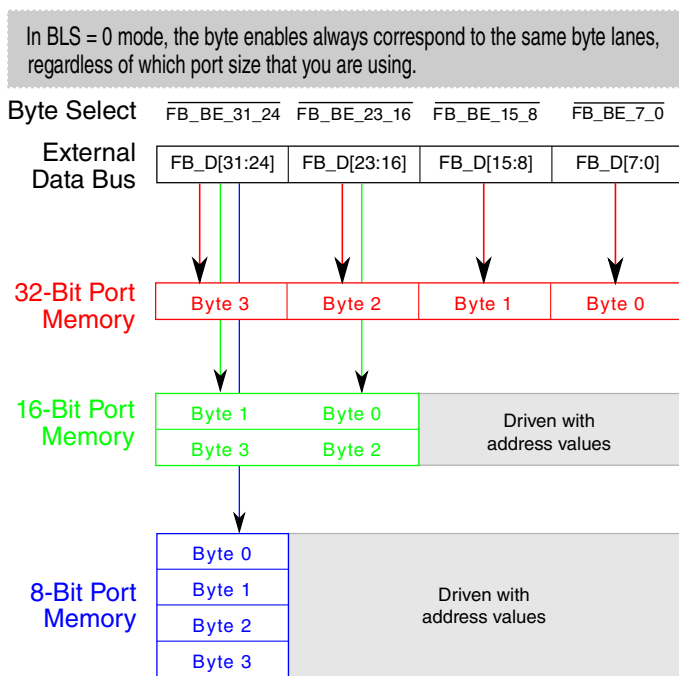 In BLS = 0 mode, the byte enables always correspond to the same byte lanes,
regardless of which port size that you are using.
Byte Select FB_BE_31_24 FB_BE_23_16 FB_BE_15_8 FB_BE_7_0
External
Data Bus
FB_D[31:24] FB_D[23:16] FB_D[15:8] FB_D[7:0]
32-Bit Port
Memory
Byte 3 Byte 2 Byte 1 Byte 0
16-Bit Port
Memory
Byte 1 Byte 0
Byte 3 Byte 2
Driven with
address values
8-Bit Port
Memory
Byte 0
Byte 1
Byte 2
Byte 3
Driven with
address values